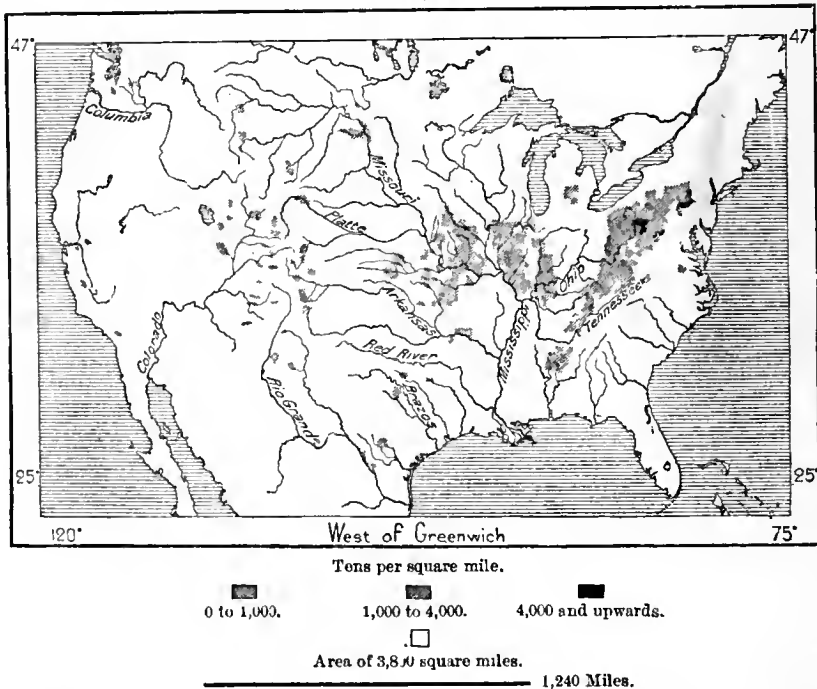 47° 47°
Columbia
Missouri
Platte
Ohio
Arkansas
Tennessee
Mississippi
Colorado
Red River
Rio Grand
Brazos
25° 25°
120° West of Greenwich 75°
Tons per square mile.
0 to 1,000. 1,000 to 4,000. 4,000 and upwards.
Area of square miles.
1,240 Miles.